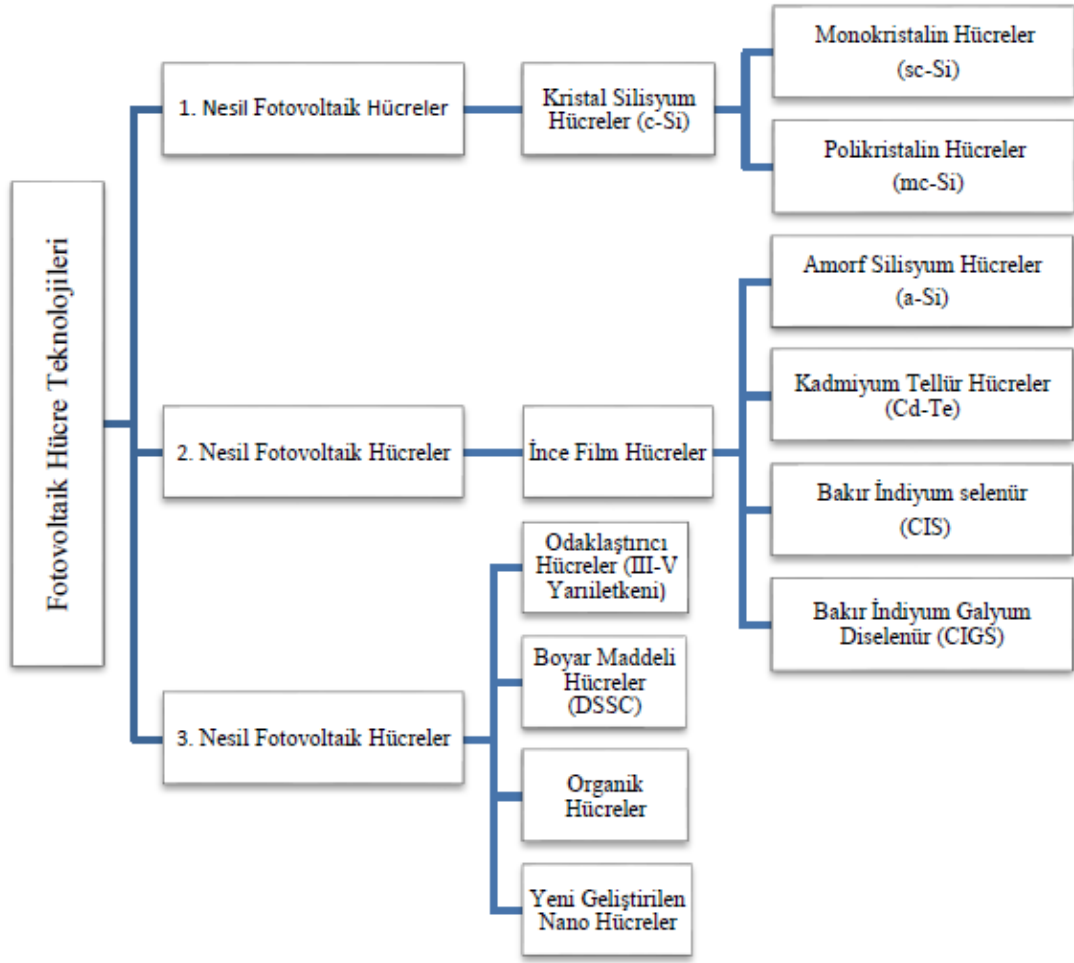 Fotovoltaik Hücre Teknolojileri
1. Nesil Fotovoltaik Hücreler
Kristal Silisyum
Hücreler (c-Si)
Monokristalin Hücreler
(sc-Si)
Polikristalin Hücreler
(mc-Si)
2. Nesil Fotovoltaik Hücreler
İnce Film Hücreler
Amorf Silisyum Hücreler
(a-Si)
Kadmiyum Tellür Hücreler
(Cd-Te)
Bakır İndiyum selenür
(CIS)
Bakır İndiyum Galyum
Diselenür (CIGS)
3. Nesil Fotovoltaik Hücreler
Odaklaştırıcı
Hücreler (III-V
Yarıiletkeni)
Boyar Maddeli
Hücreler
(DSSC)
Organik
Hücreler
Yeni Geliştirilen
Nano Hücreler